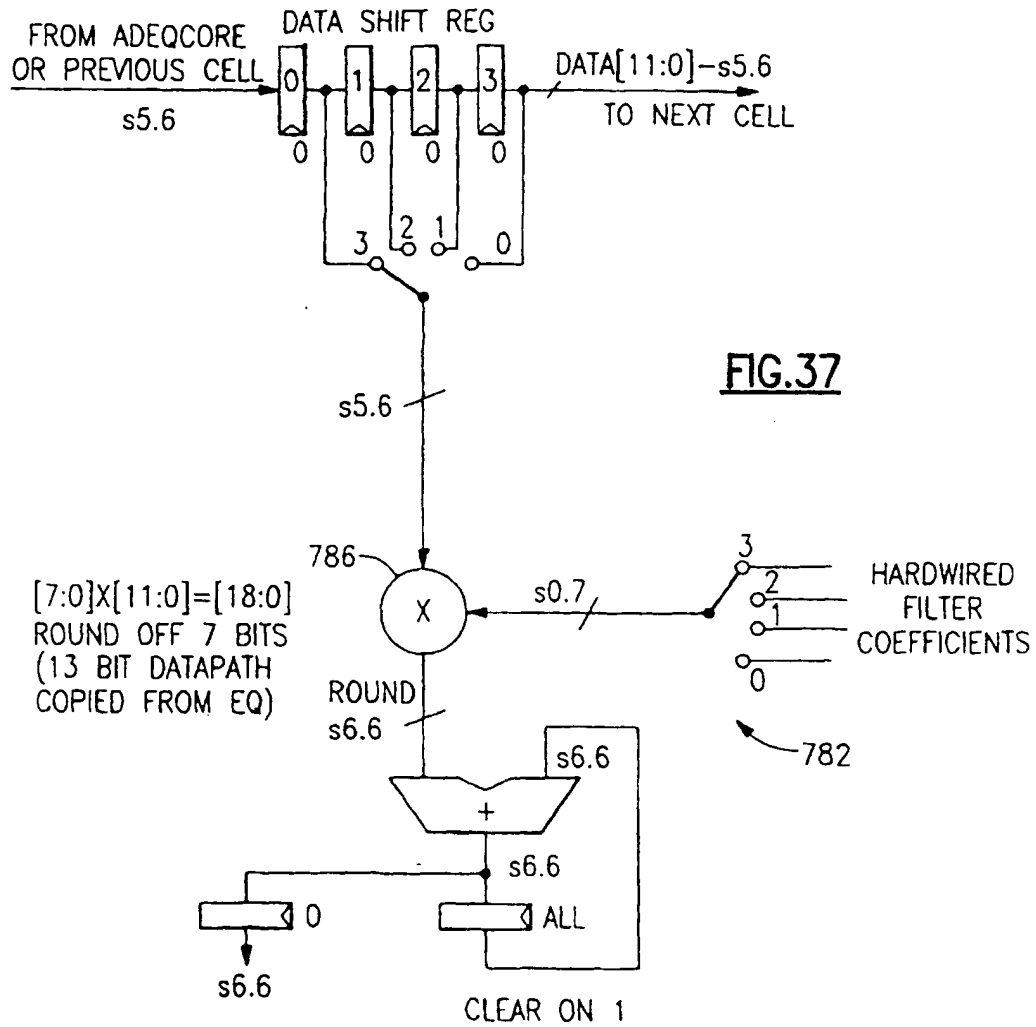 DATA SHIFT REG
FROM ADEQCORE
OR PREVIOUS CELL
s5.6
0
1
2
3
0
0
0
0
DATA[11:0]-s5.6
TO NEXT CELL
3
2
1
0
FIG.37
s5.6
786
X
[7:0]X[11:0]=[18:0]
ROUND OFF 7 BITS
(13 BIT DATAPATH
COPIED FROM EQ)
s0.7
3
2
1
0
HARDWIRED
FILTER
COEFFICIENTS
782
ROUND
s6.6
s6.6
+
s6.6
0
ALL
s6.6
CLEAR ON 1